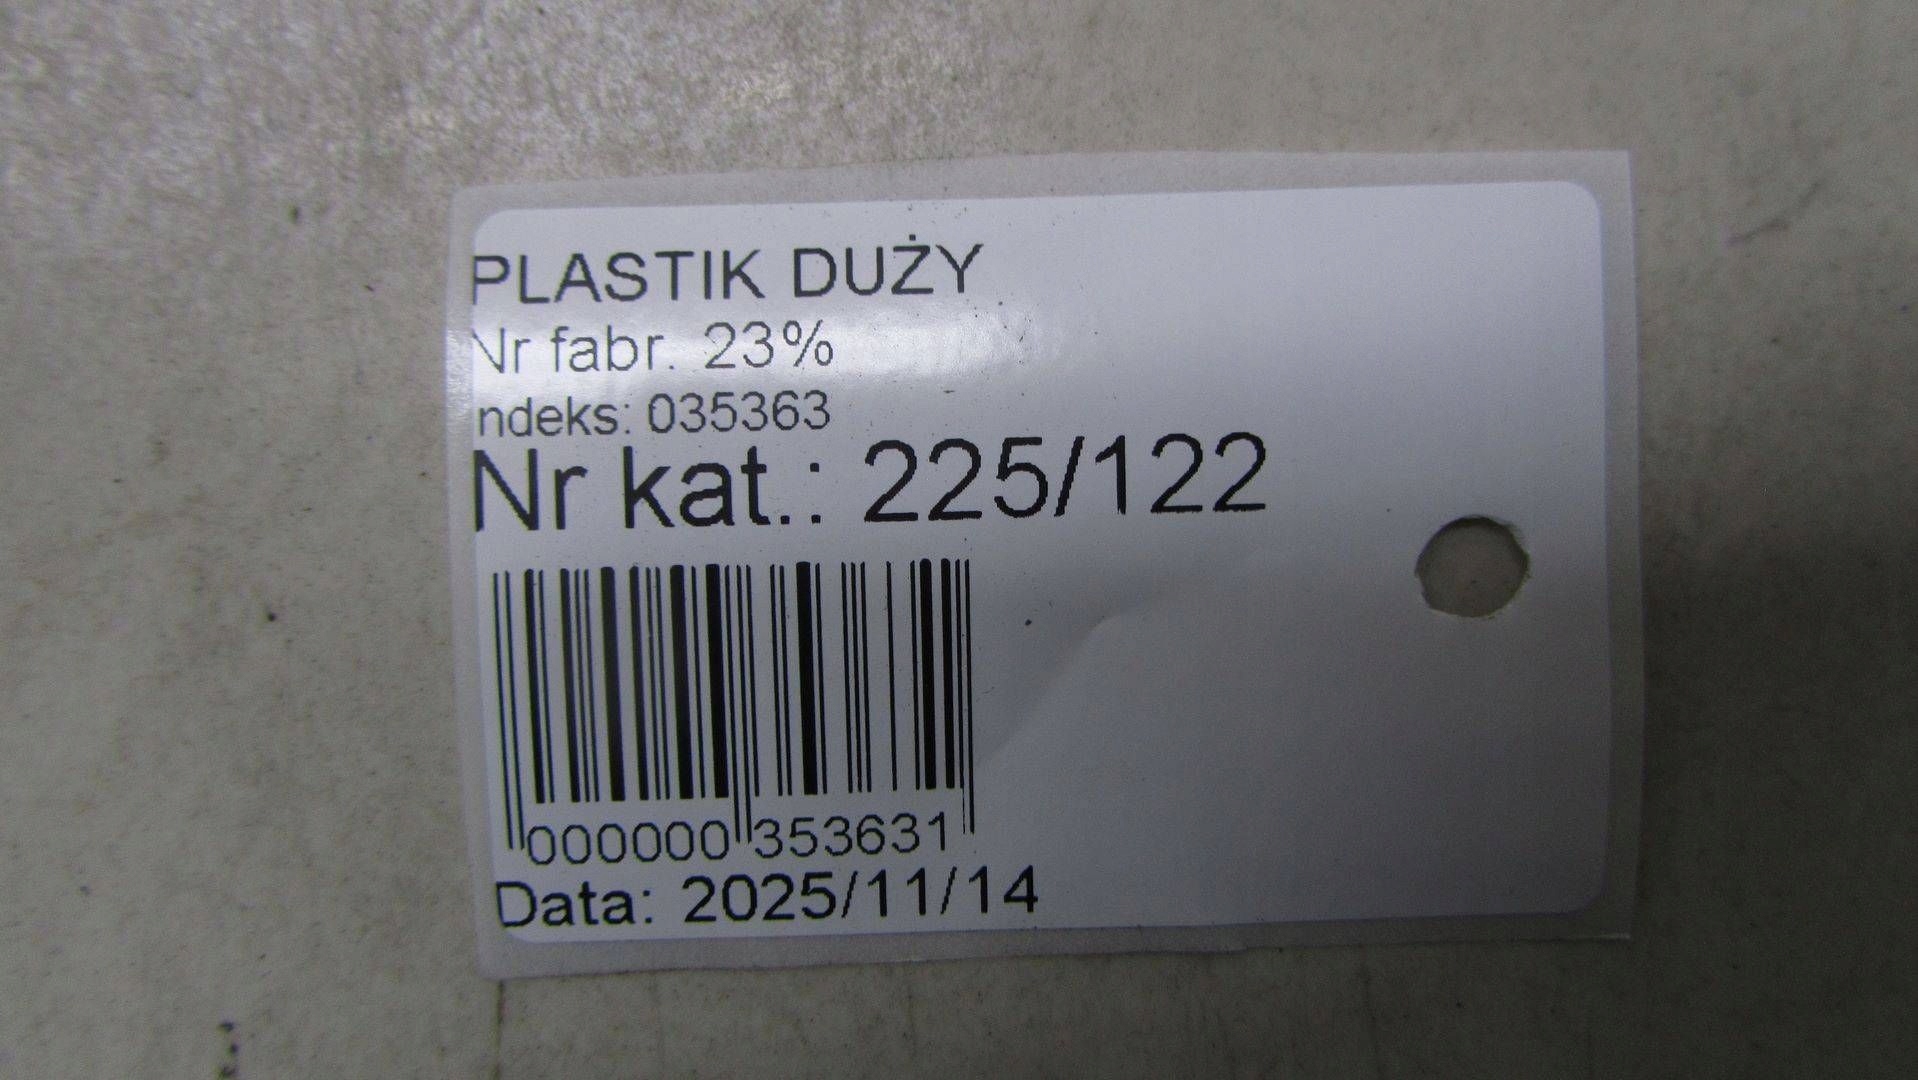 PLASTIK DUŻY
Nr fabr. 23%
ndeks: 035363
Nr kat.: 225/122
000000 353631
Data: 2025/11/14